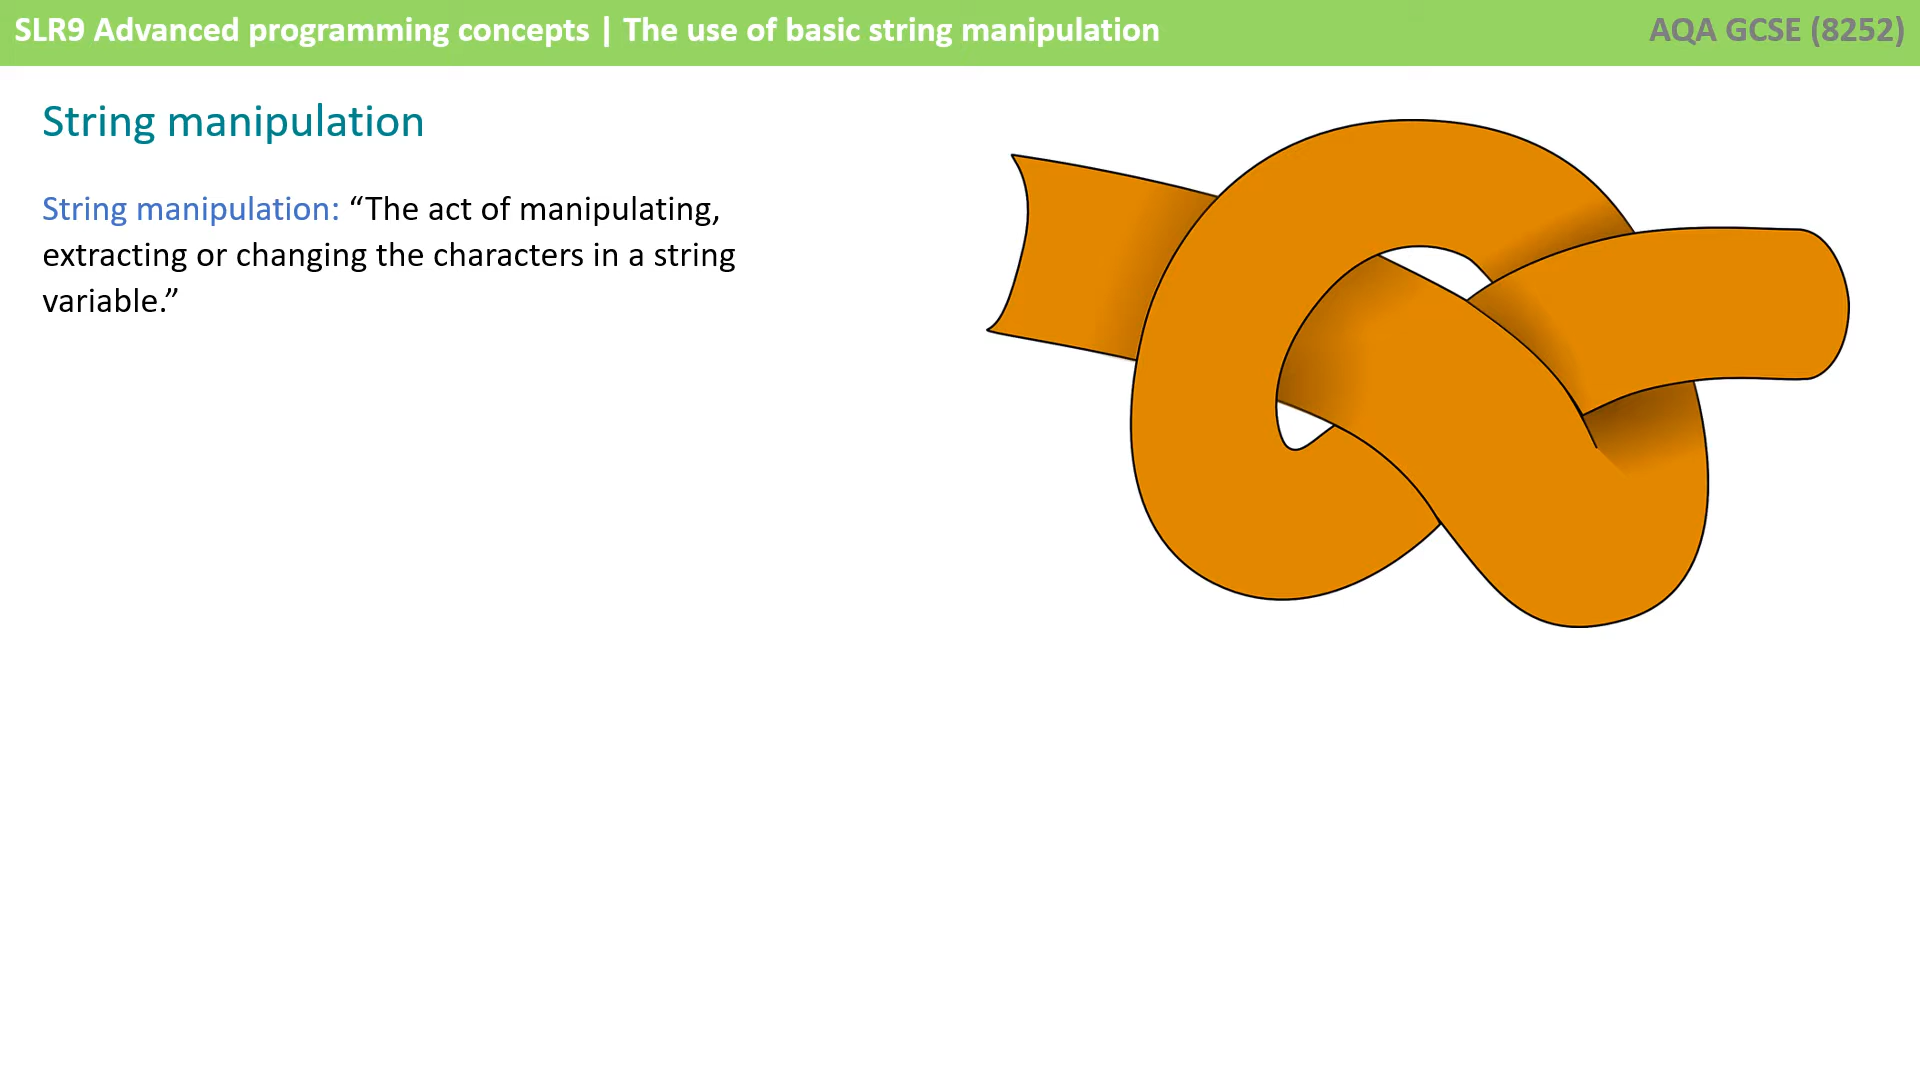 SLR9 Advanced programming concepts | The use of basic string manipulation
AQA GCSE (8252)
String manipulation
String manipulation: “The act of manipulating,
extracting or changing the characters in a string
variable.”